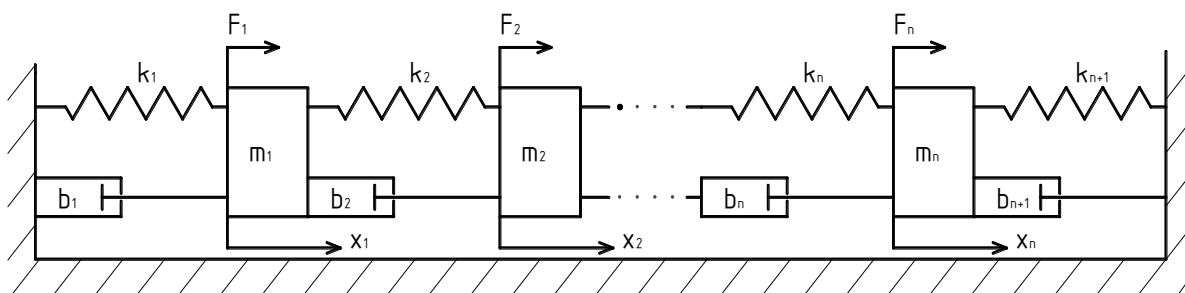 F1 F2 Fn
k1 k2 kn kn+1
m1 m2 mn
b1 b2 bn bn+1
x1 x2 xn